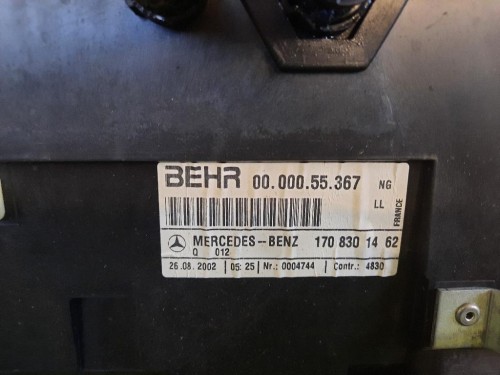 BEHR 00.000.55.367 NG
LL
FRANCE
MERCEDES--BENZ 170 830 14 62
Q 012
26.08.2002 05:25 Nr.: 0004744 Contr.: 4830